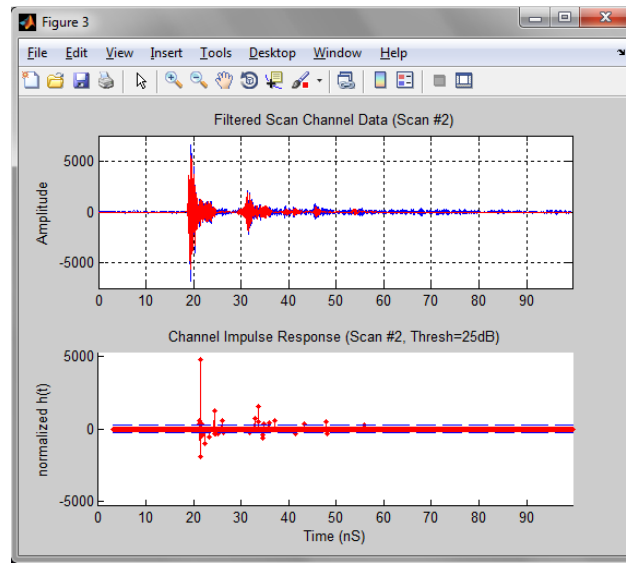 Figure 3
File Edit View Insert Tools Desktop Window Help
Filtered Scan Channel Data (Scan #2)
5000
0
-5000
Amplitude
0 10 20 30 40 50 60 70 80 90
Channel Impulse Response (Scan #2, Thresh=25dB)
5000
0
-5000
normalized h(t)
0 10 20 30 40 50 60 70 80 90
Time (nS)